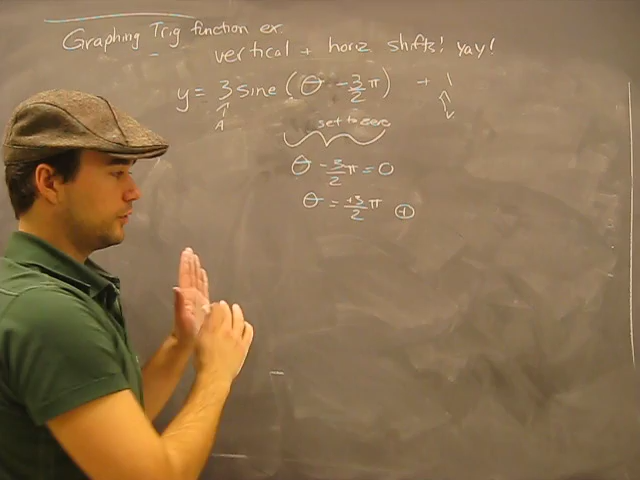 Graphing Trig function ex.
vertical + horiz shifts! yay!
y = 3 sine (θ - 3/2 π) + 1
A
set to zero
θ - 3/2 π = 0
θ = +3/2 π ⊕